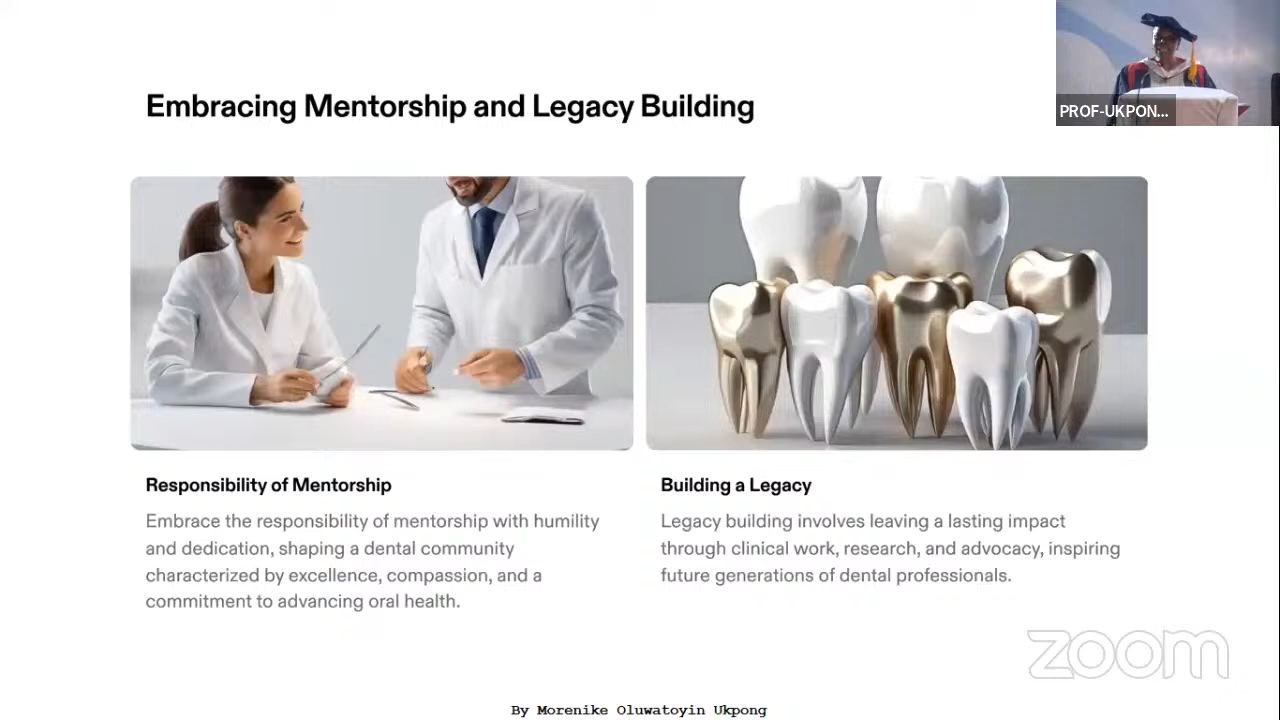 Embracing Mentorship and Legacy Building
PROF-UKPON...
Responsibility of Mentorship
Embrace the responsibility of mentorship with humility
and dedication, shaping a dental community
characterized by excellence, compassion, and a
commitment to advancing oral health.
Building a Legacy
Legacy building involves leaving a lasting impact
through clinical work, research, and advocacy, inspiring
future generations of dental professionals.
zoom
By Morenike Oluwatoyin Ukpong